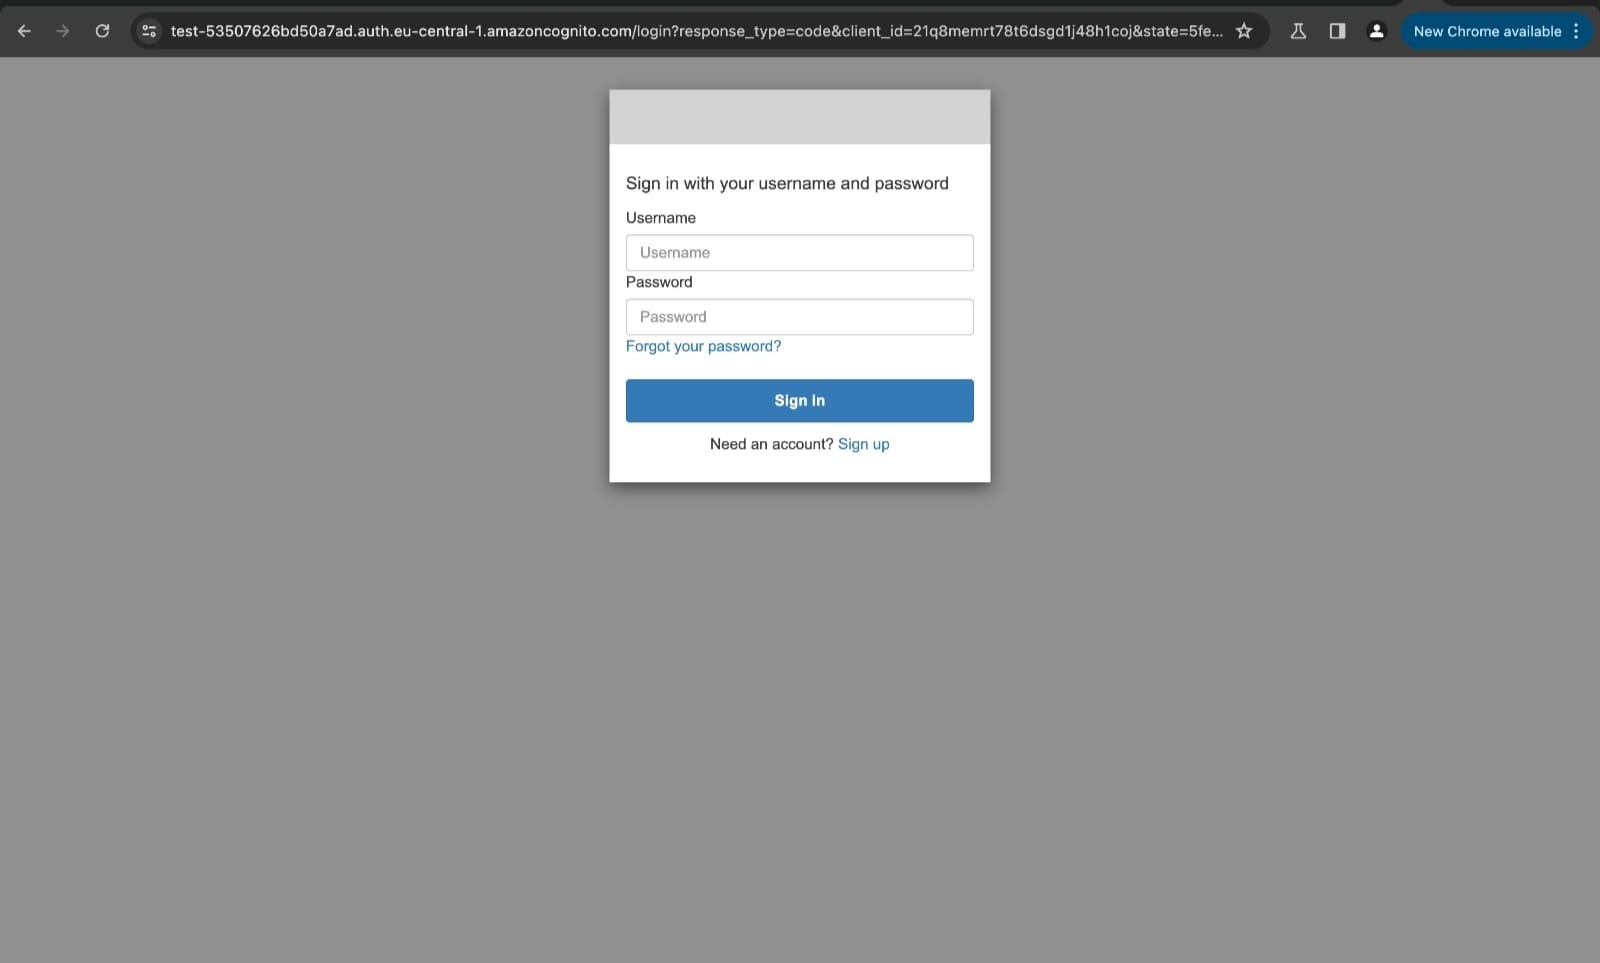 test-53507626bd50a7ad.auth.eu-central-1.amazoncognito.com/login?response_type=code&client_id=21q8memrt78t6dsgd1j48h1coj&state=5fe...
New Chrome available
Sign in with your username and password
Username
Username
Password
Password
Forgot your password?
Sign in
Need an account? Sign up